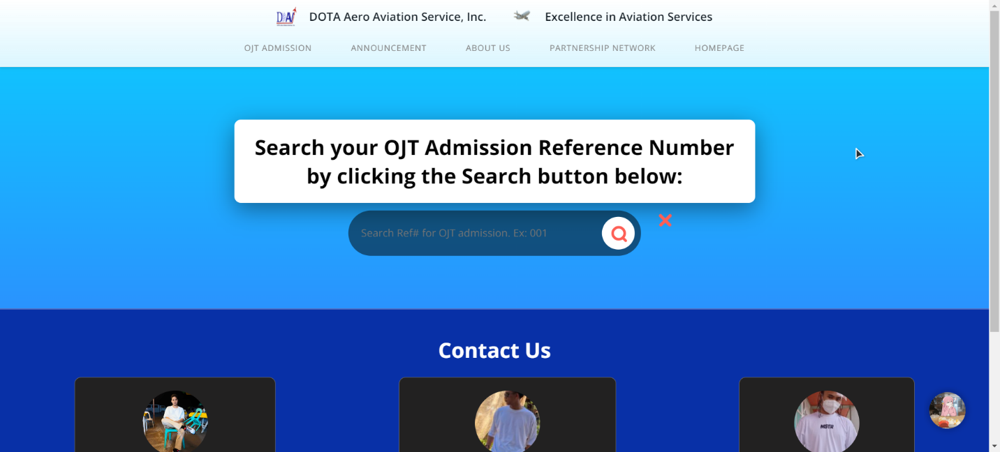 DOTA Aero Aviation Service, Inc.
Excellence in Aviation Services
OJT ADMISSION
ANNOUNCEMENT
ABOUT US
PARTNERSHIP NETWORK
HOMEPAGE
Search your OJT Admission Reference Number
by clicking the Search button below:
Search Ref# for OJT admission. Ex: 001
Contact Us
MSTR